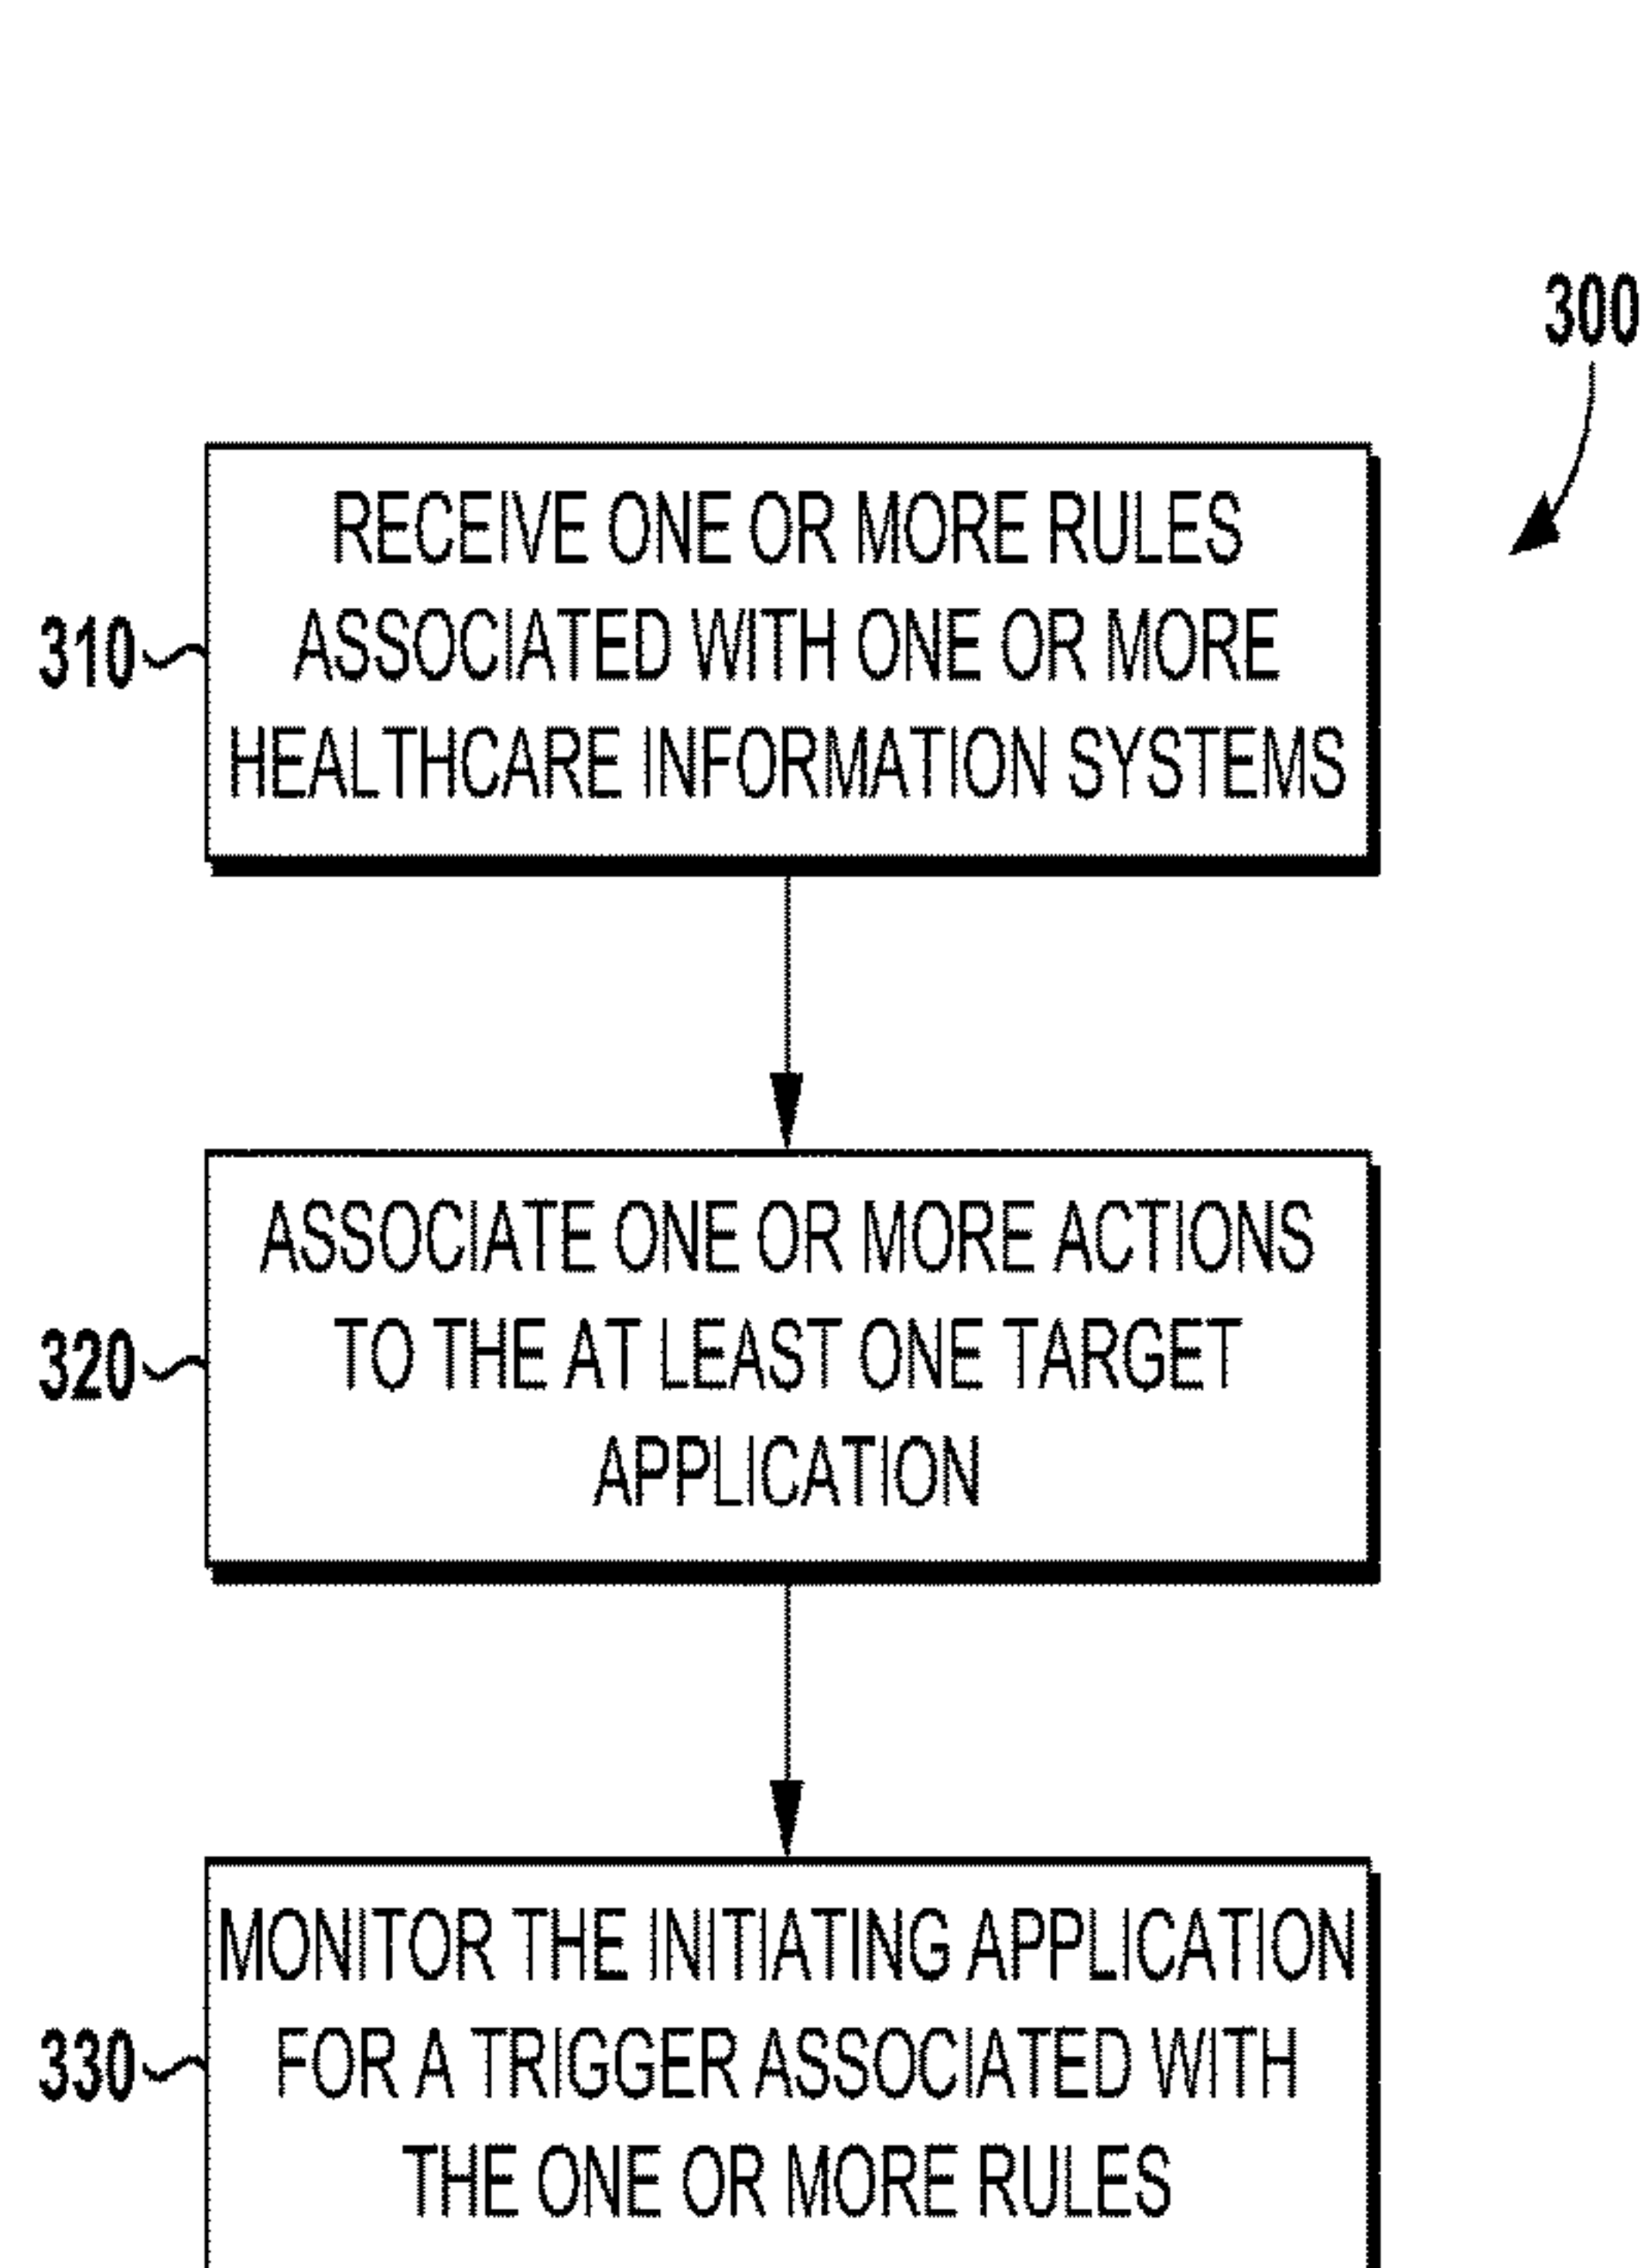 300
RECEIVE ONE OR MORE RULES
ASSOCIATED WITH ONE OR MORE
HEALTHCARE INFORMATION SYSTEMS
310
ASSOCIATE ONE OR MORE ACTIONS
TO THE AT LEAST ONE TARGET
APPLICATION
320
MONITOR THE INITIATING APPLICATION
FOR A TRIGGER ASSOCIATED WITH
THE ONE OR MORE RULES
330